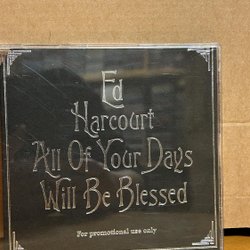 Ed
Harcourt
All Of Your Days
Will Be Blessed
For promotional use only